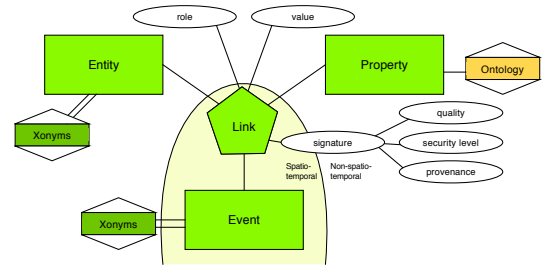 role
value
Entity
Property
Ontology
Xonyms
Link
quality
signature
security level
provenance
Spatio-
temporal
Non-spatio-
temporal
Xonyms
Event